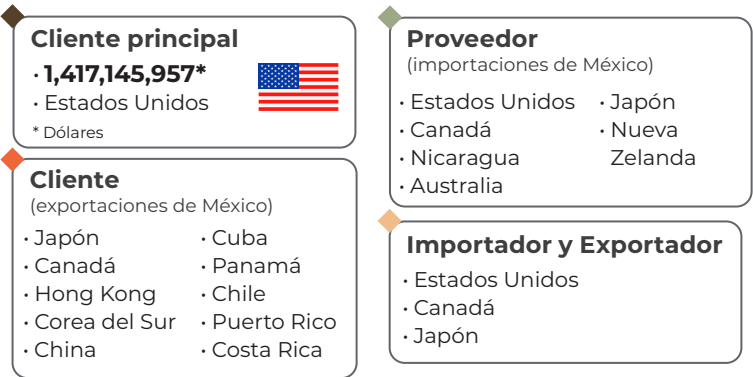 Cliente principal
· 1,417,145,957*
· Estados Unidos
* Dólares
Cliente
(exportaciones de México)
· Japón
· Canadá
· Hong Kong
· Corea del Sur
· China
· Cuba
· Panamá
· Chile
· Puerto Rico
· Costa Rica
Proveedor
(importaciones de México)
· Estados Unidos
· Canadá
· Nicaragua
· Australia
· Japón
· Nueva
Zelanda
Importador y Exportador
· Estados Unidos
· Canadá
· Japón